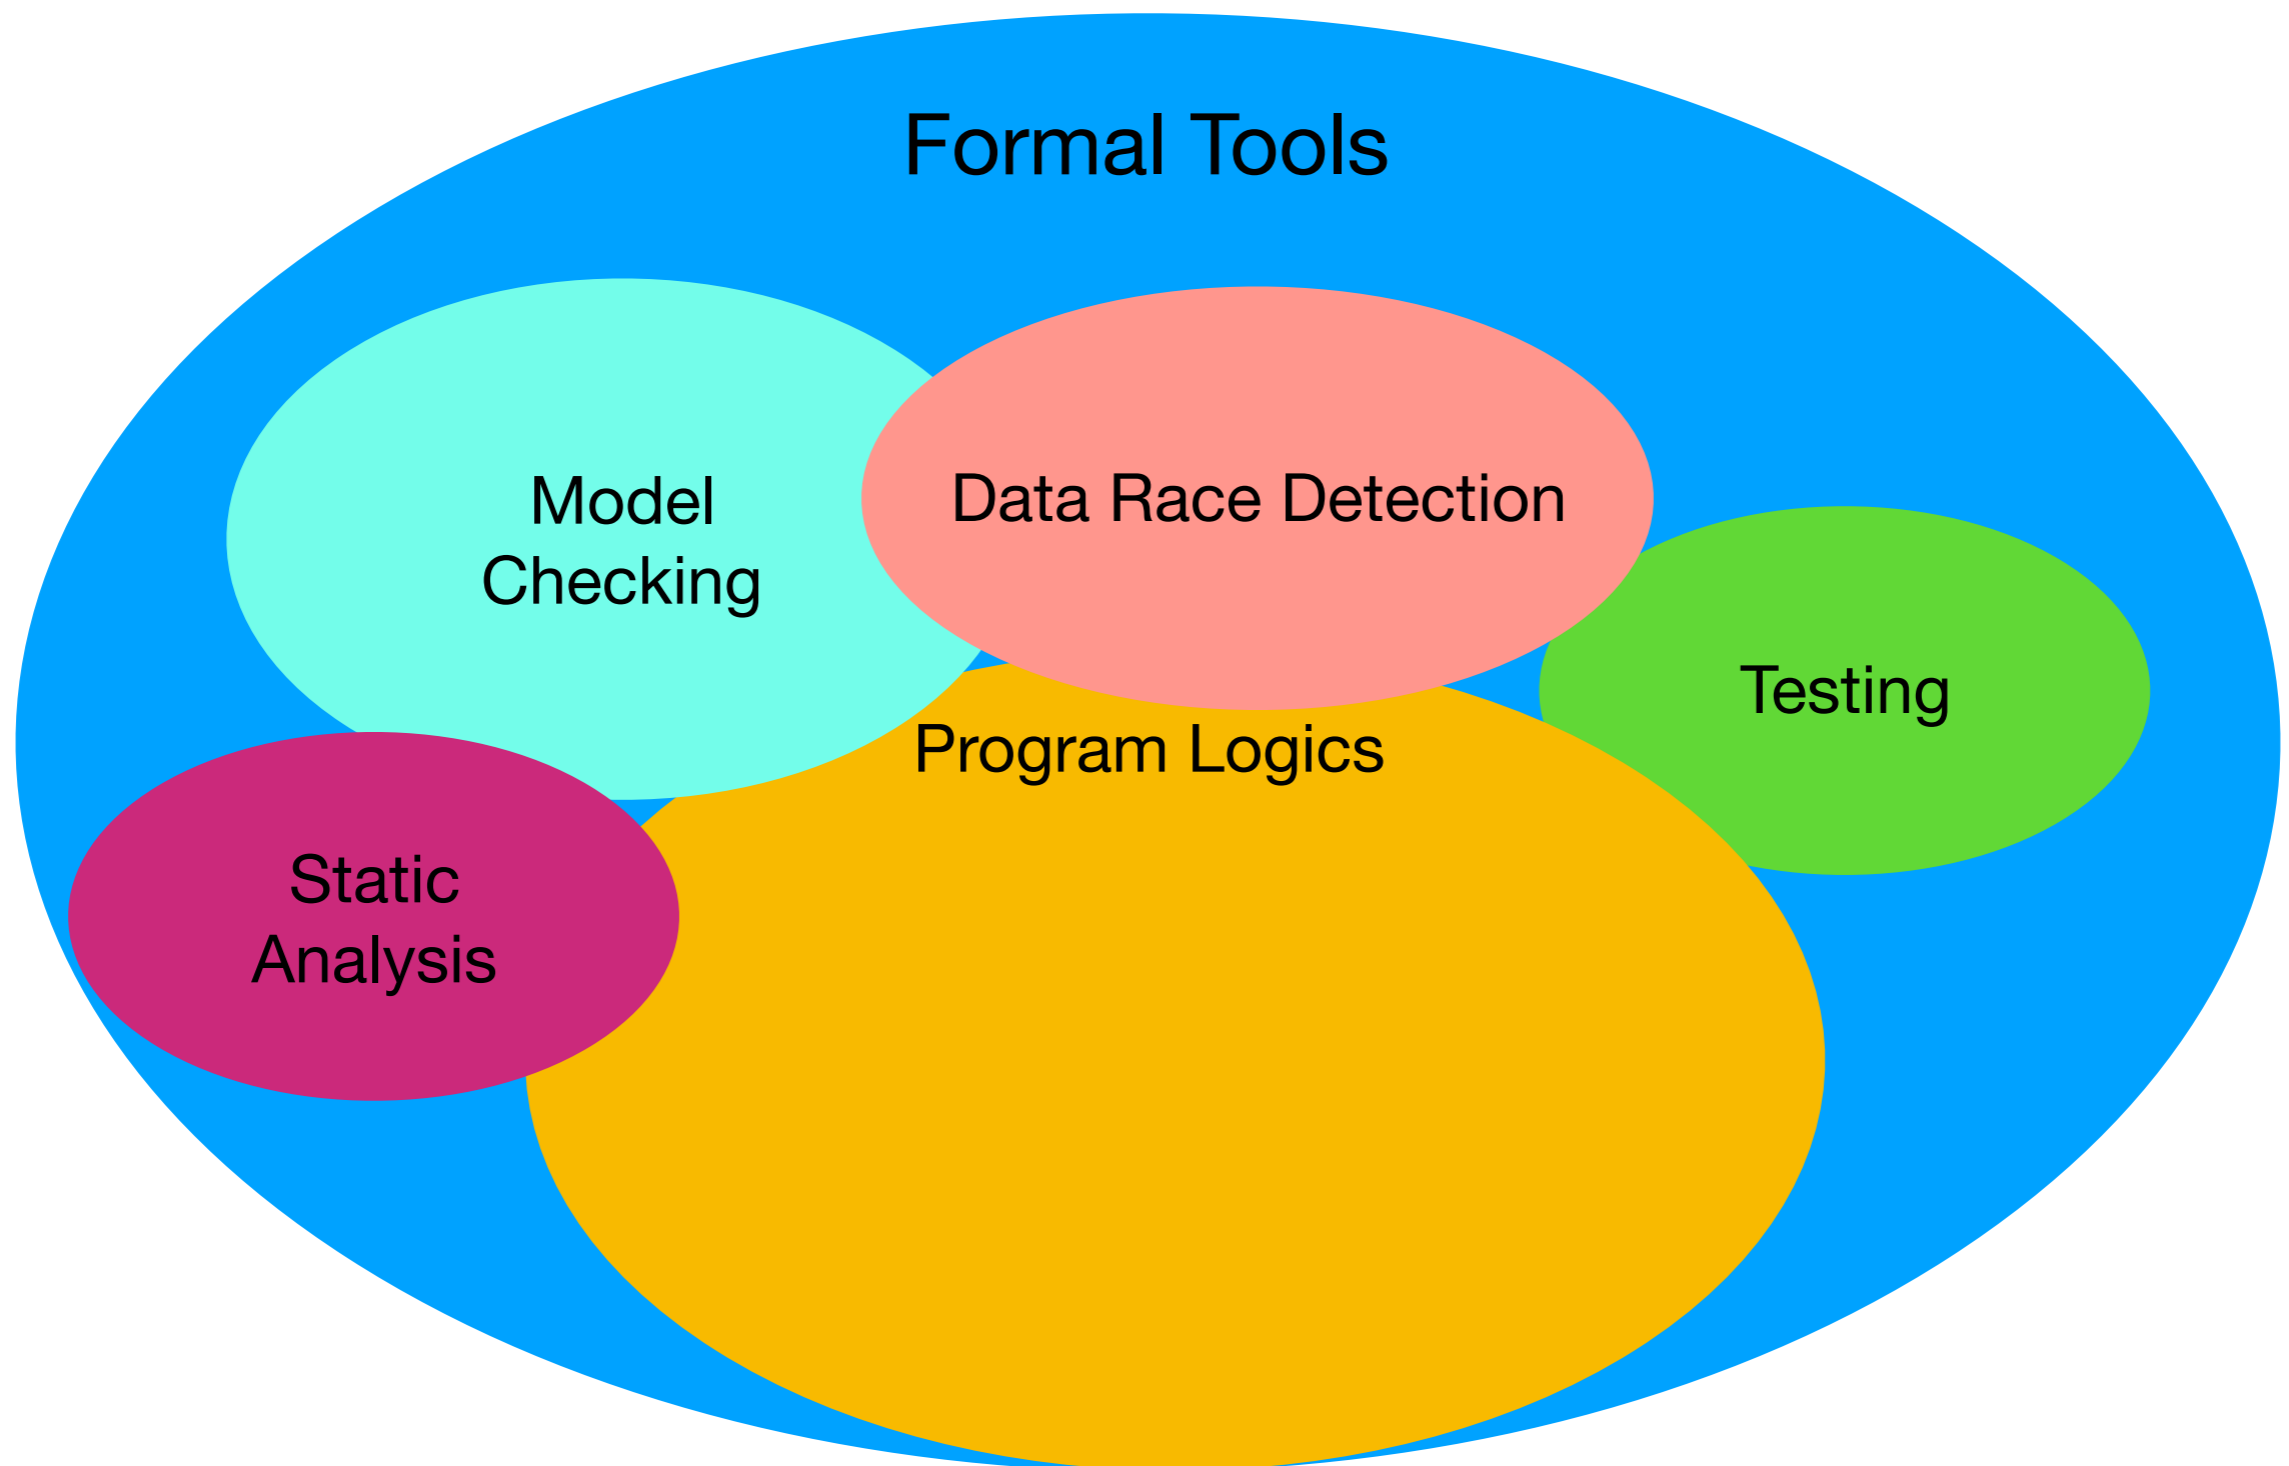 Formal Tools
Model
Checking
Data Race Detection
Testing
Program Logics
Static
Analysis